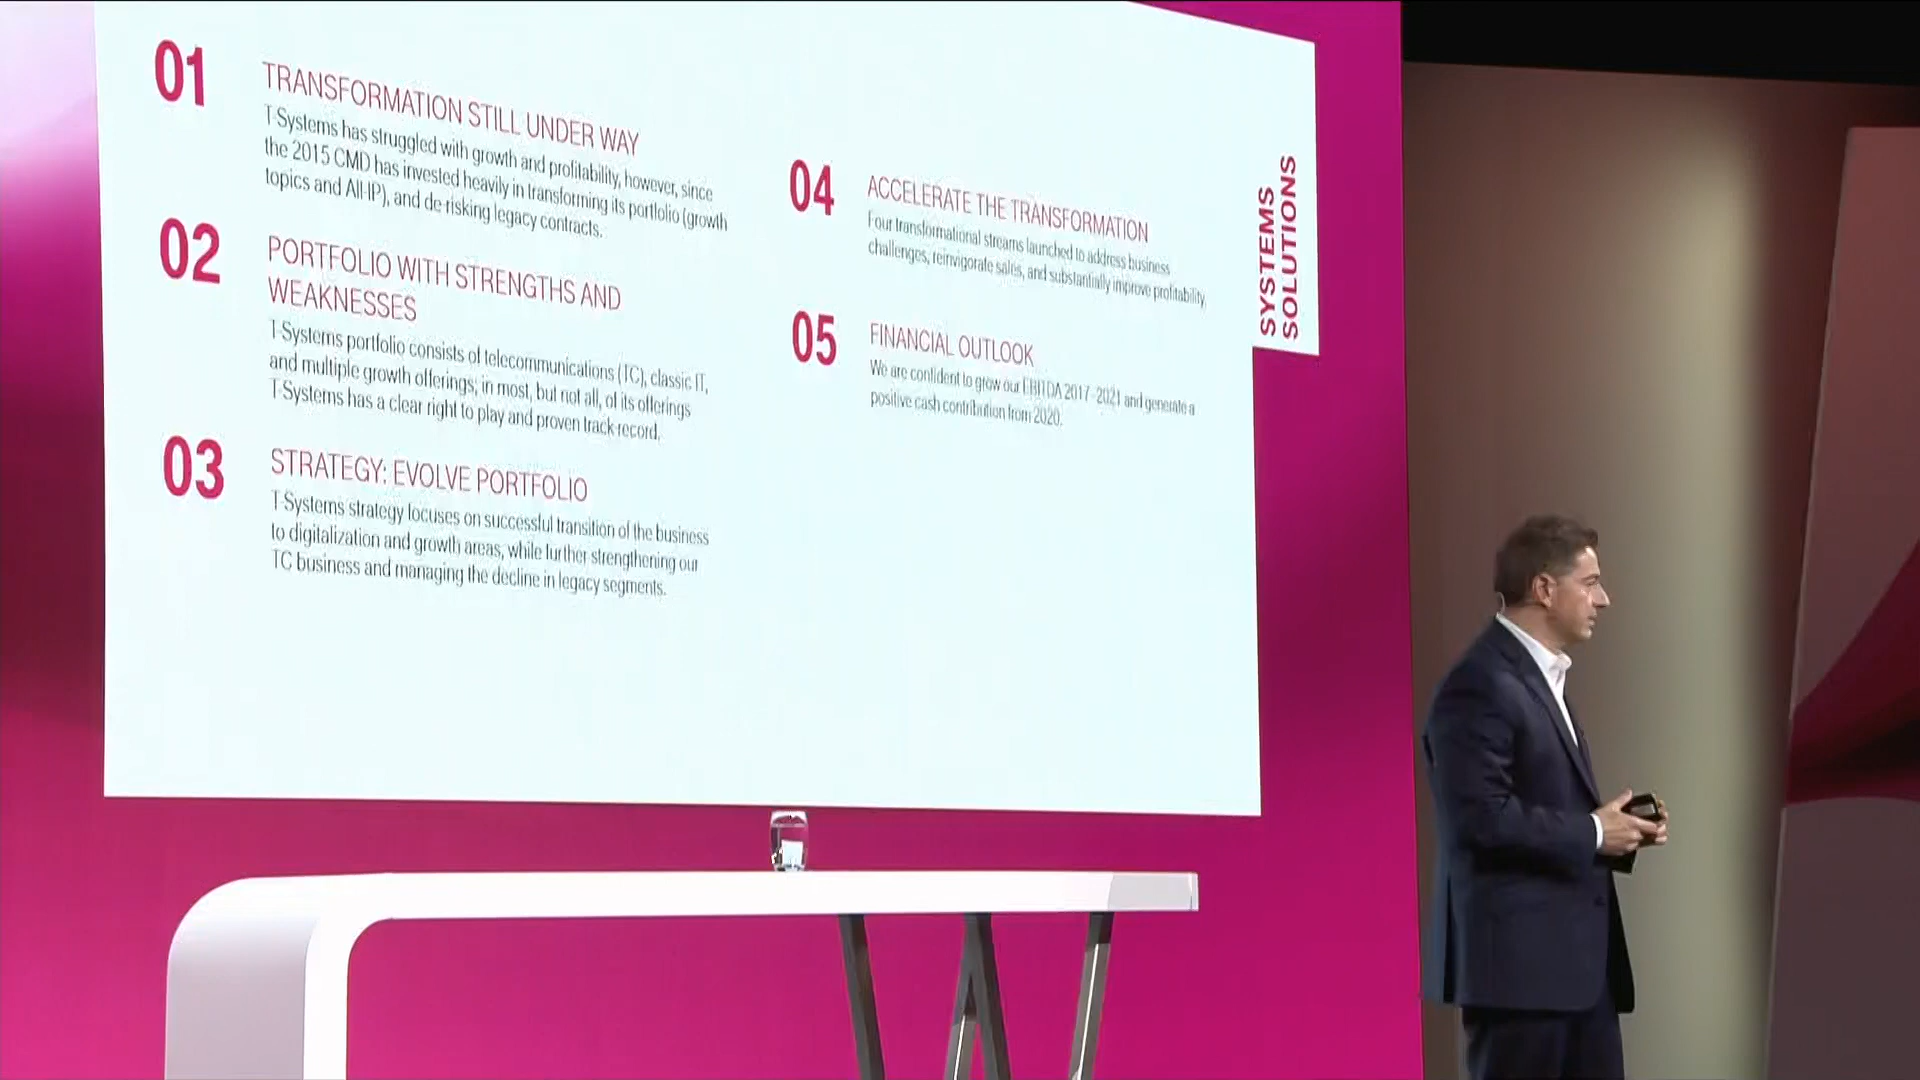 01
TRANSFORMATION STILL UNDER WAY
T-Systems has struggled with growth and profitability, however, since
the 2015 CMD has invested heavily in transforming its portfolio (growth
topics and All-IP), and de-risking legacy contracts.
02
PORTFOLIO WITH STRENGTHS AND
WEAKNESSES
T-Systems portfolio consists of telecommunications (TC), classic IT,
and multiple growth offerings; in most, but not all, of its offerings
T-Systems has a clear right to play and proven track-record.
03
STRATEGY: EVOLVE PORTFOLIO
T-Systems strategy focuses on successful transition of the business
to digitalization and growth areas, while further strengthening our
TC business and managing the decline in legacy segments.
04
ACCELERATE THE TRANSFORMATION
Four transformational streams launched to address business
challenges, reinvigorate sales, and substantially improve profitability.
05
FINANCIAL OUTLOOK
We are confident to grow our EBITDA 2017-2021 and generate a
positive cash contribution from 2020.
SYSTEMS
SOLUTIONS